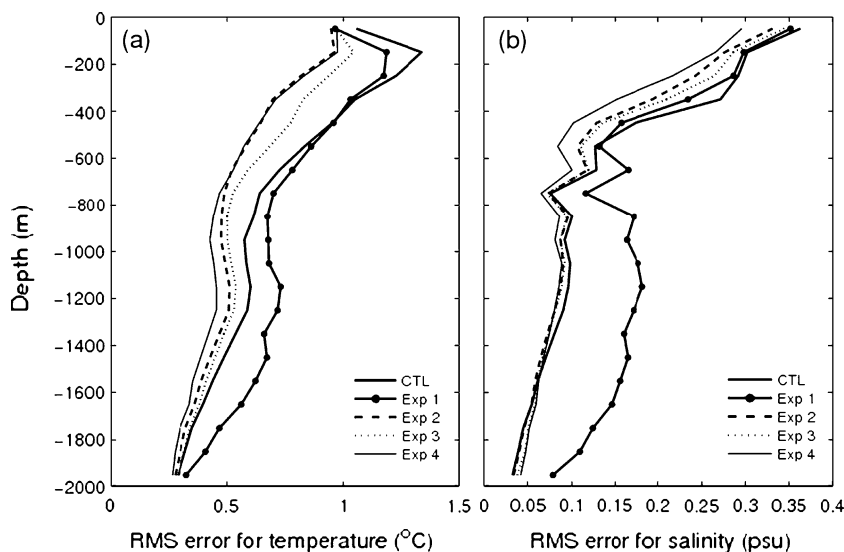 (a)
(b)
0
-200
-400
-600
-800
-1000
-1200
-1400
-1600
-1800
-2000
Depth (m)
CTL
Exp 1
Exp 2
Exp 3
Exp 4
CTL
Exp 1
Exp 2
Exp 3
Exp 4
0 0.5 1 1.5
0 0.05 0.1 0.15 0.2 0.25 0.3 0.35 0.4
RMS error for temperature (°C)
RMS error for salinity (psu)